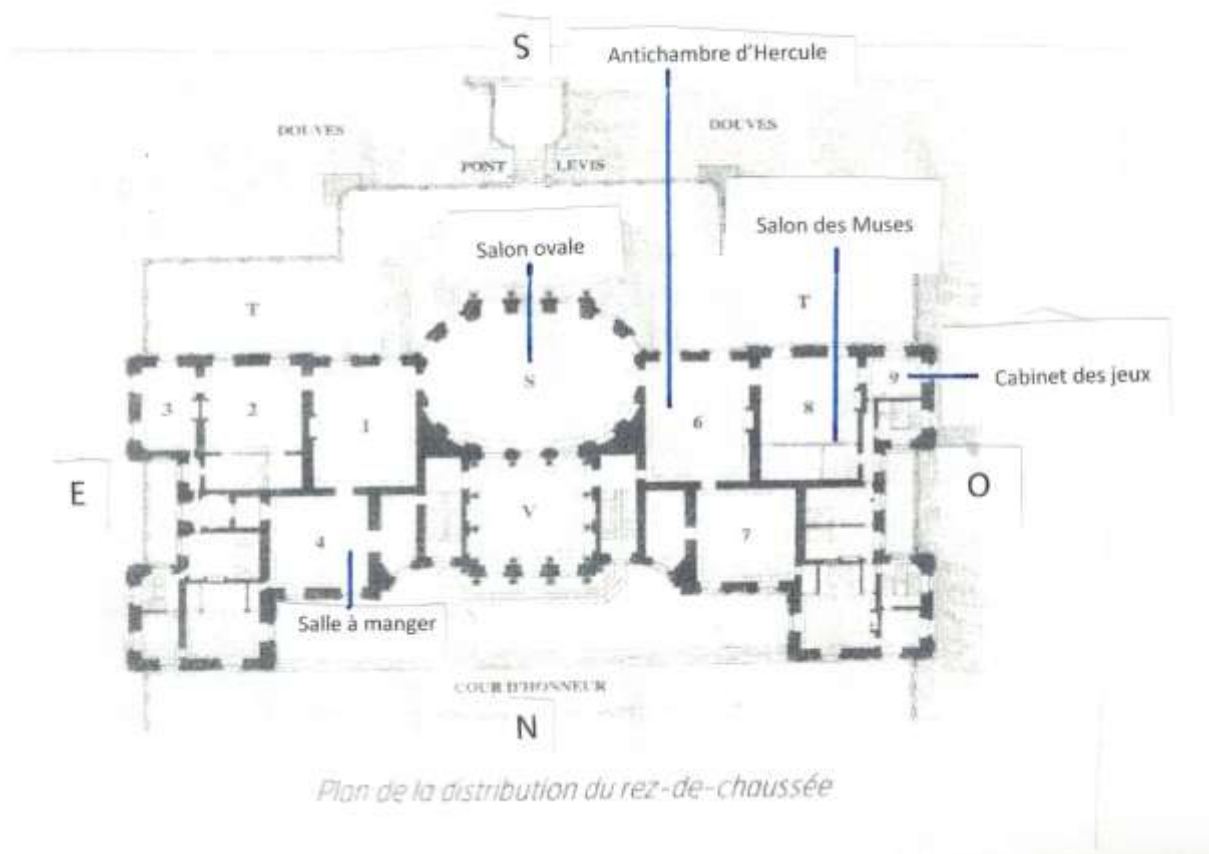 S
Antichambre d'Hercule
DOUVES
DOUVES
PONT LEVIS
Salon des Muses
Salon ovale
T
T
S
9
Cabinet des jeux
3
2
1
6
8
E
O
V
4
7
Salle à manger
COUR D'HONNEUR
N
Plan de la distribution du rez-de-chaussée